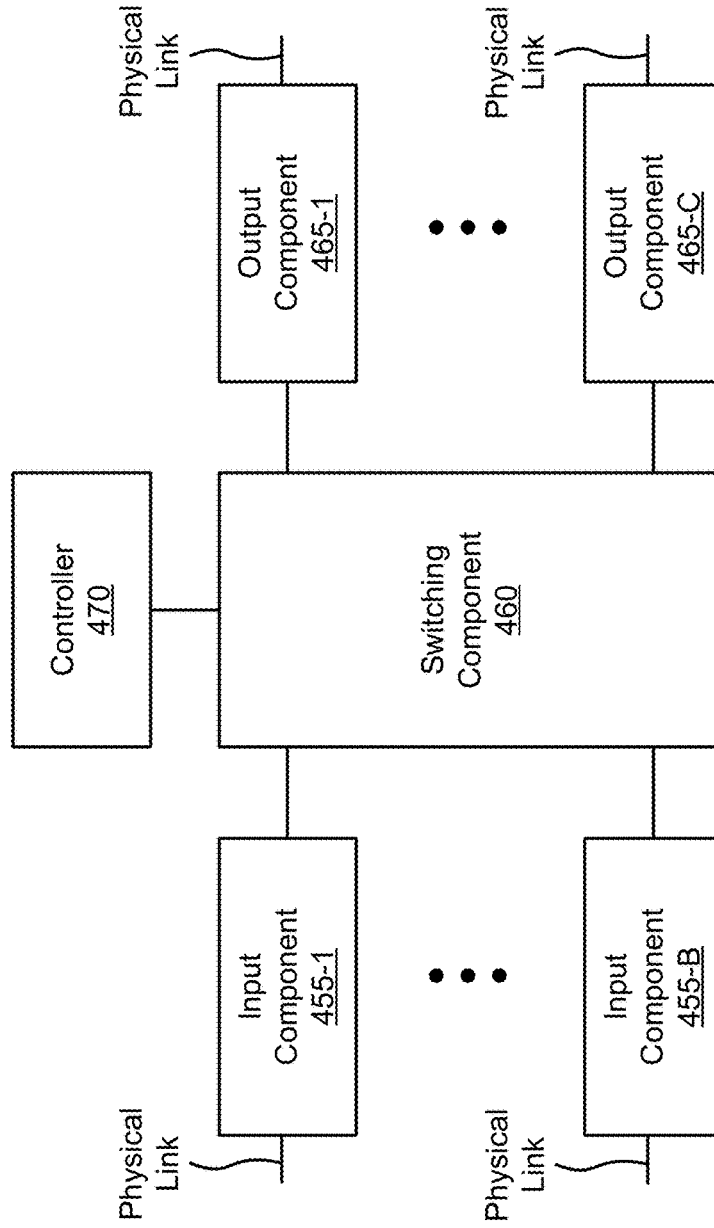 Controller
470
Physical
Link
Input
Component
455-1
Switching
Component
460
Output
Component
465-1
Physical
Link
Physical
Link
Input
Component
455-B
Output
Component
465-C
Physical
Link